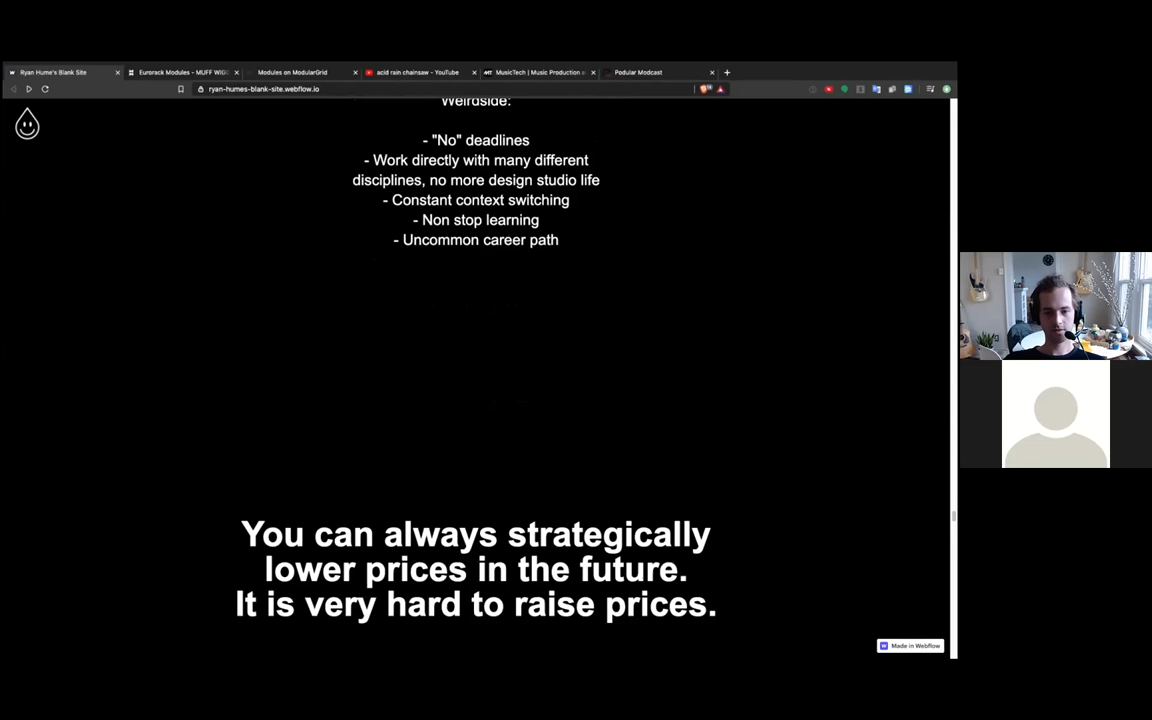 Ryan Hume's Blank Site
Eurorack Modules - MUFF WIGG
Modules on ModularGrid
acid rain chainsaw - YouTube
MusicTech | Music Production a
Podular Modcast
ryan-humes-blank-site.webflow.io
Weirdside:
- "No" deadlines
- Work directly with many different
disciplines, no more design studio life
- Constant context switching
- Non stop learning
- Uncommon career path
You can always strategically
lower prices in the future.
It is very hard to raise prices.
Made in Webflow